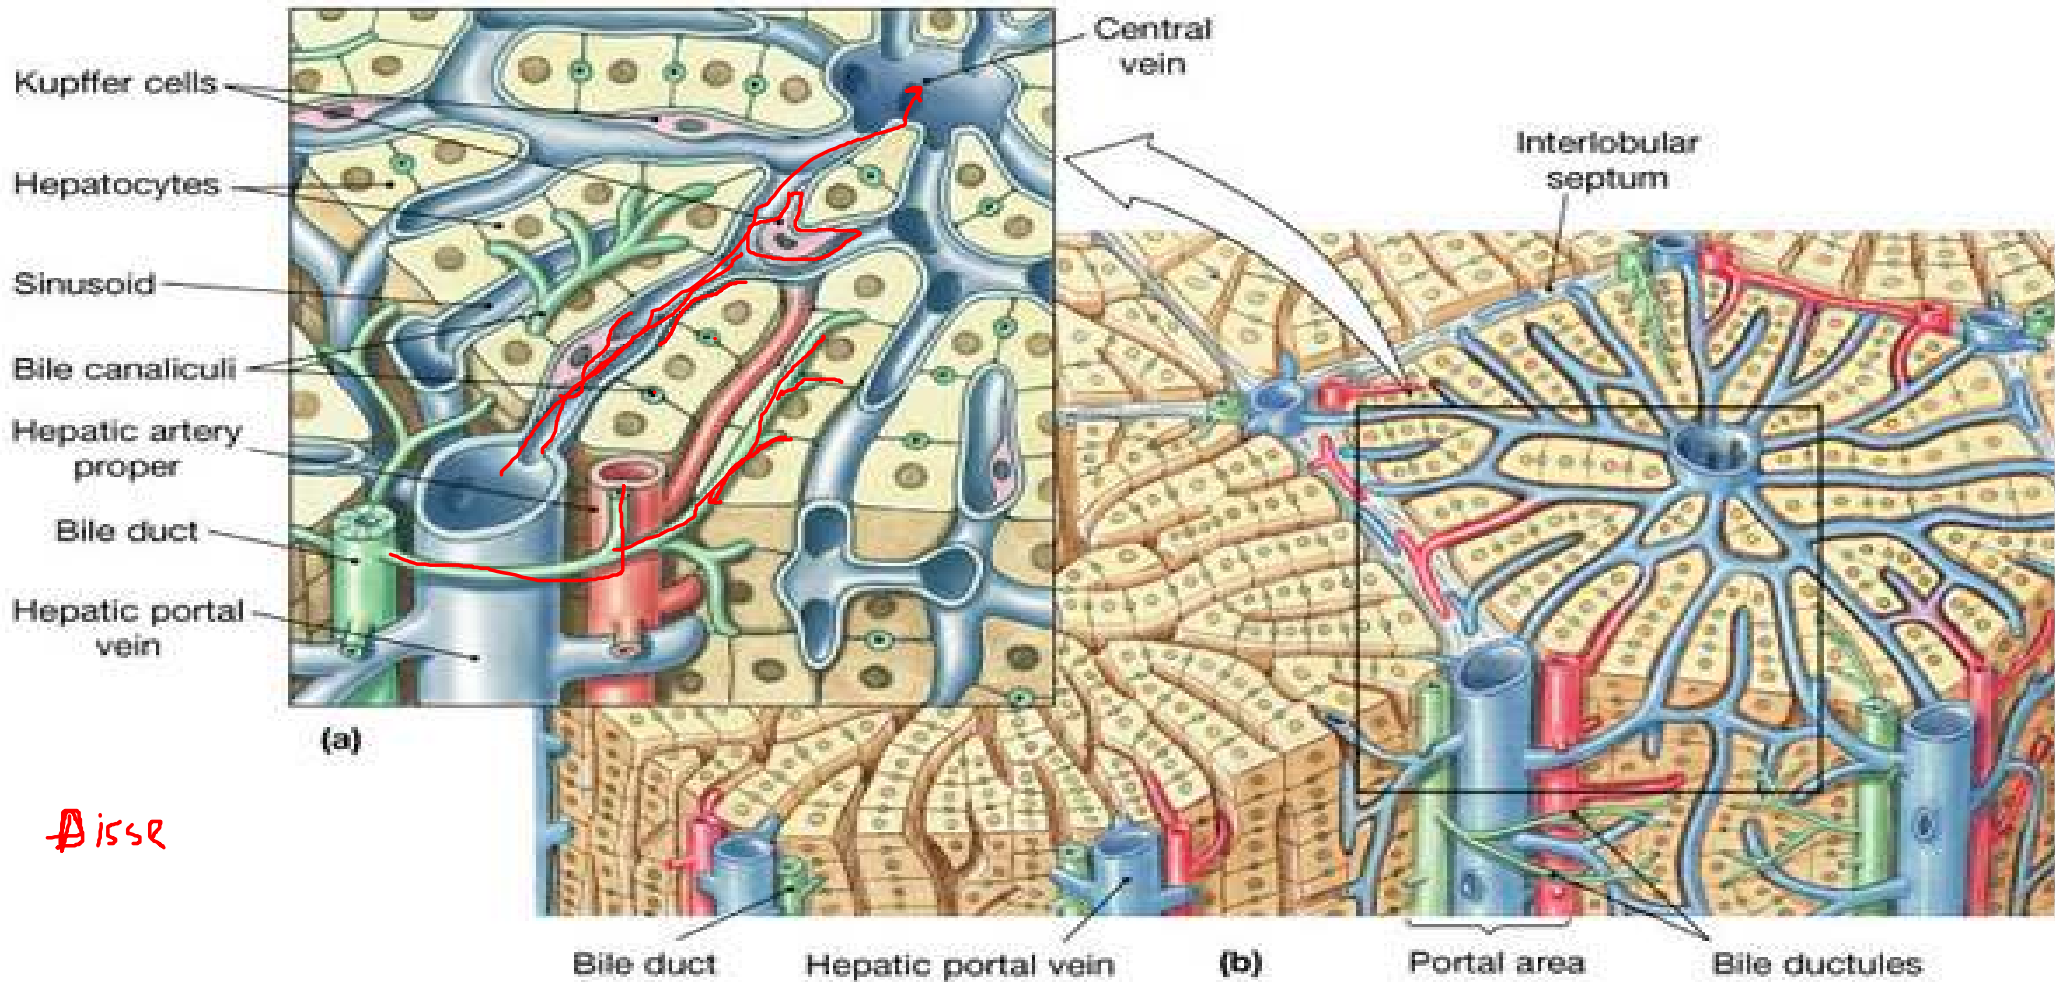 Central
vein
Kupffer cells
Interlobular
septum
Hepatocytes
Sinusoid
Bile canaliculi
Hepatic artery
proper
Bile duct
Hepatic portal
vein
(a)
Disse
Bile duct
Hepatic portal vein
(b)
Portal area
Bile ductules